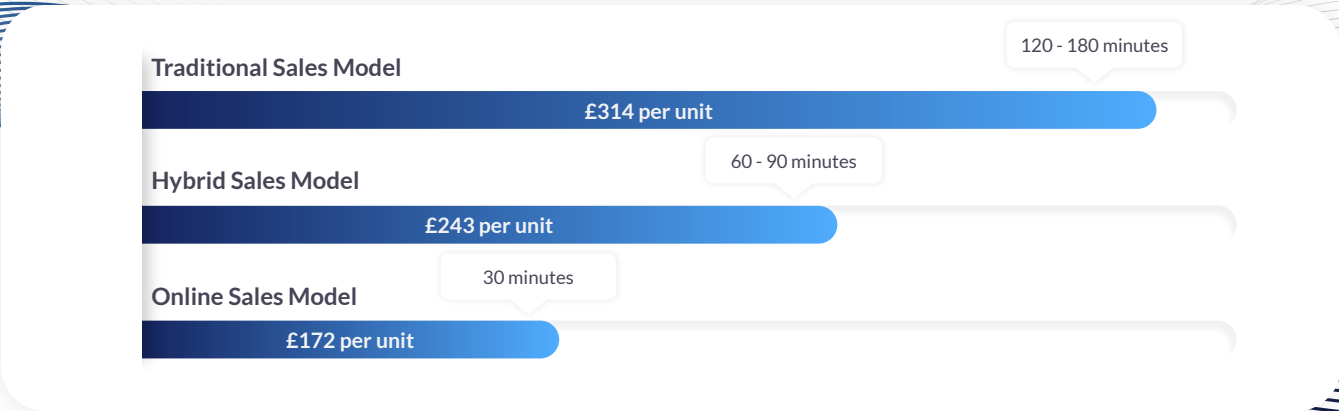 120 - 180 minutes
Traditional Sales Model
£314 per unit
60 - 90 minutes
Hybrid Sales Model
£243 per unit
30 minutes
Online Sales Model
£172 per unit